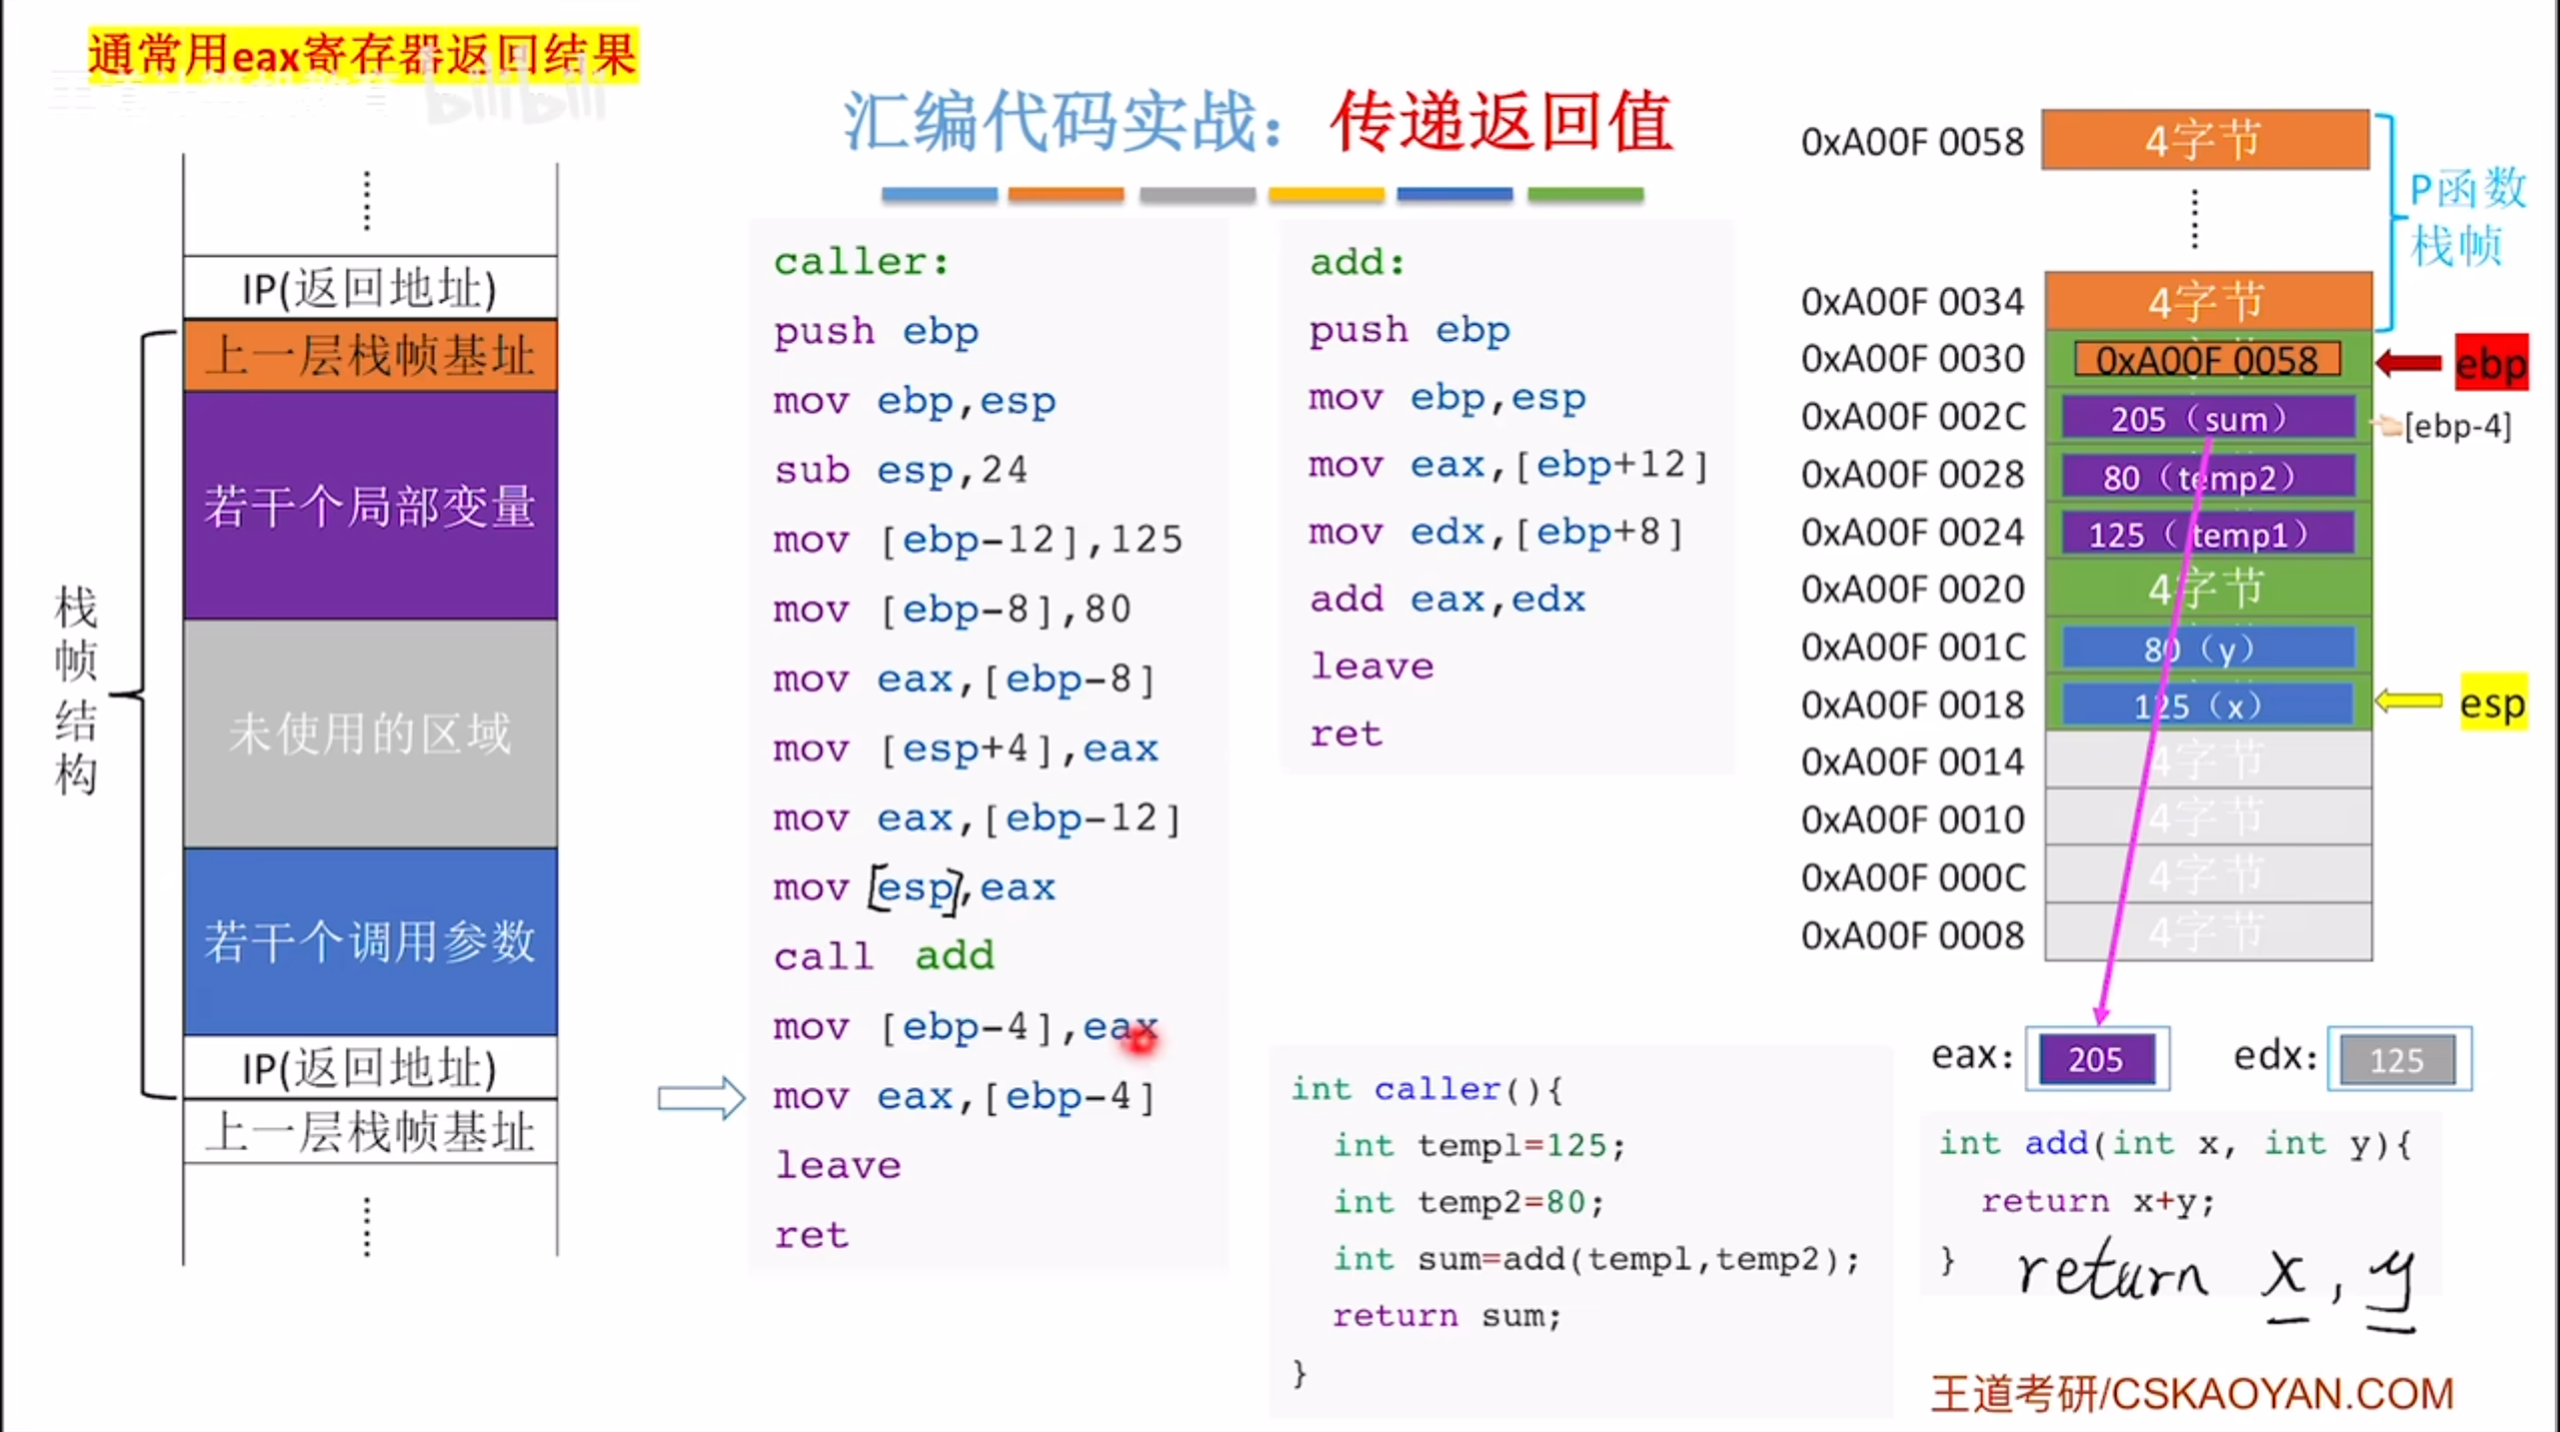 通常用eax寄存器返回结果
bilibili
汇编代码实战：传递返回值
IP(返回地址)
上一层栈帧基址
若干个局部变量
未使用的区域
若干个调用参数
IP(返回地址)
上一层栈帧基址
栈帧结构
caller:
push ebp
mov ebp,esp
sub esp,24
mov [ebp-12],125
mov [ebp-8],80
mov eax,[ebp-8]
mov [esp+4],eax
mov eax,[ebp-12]
mov [esp],eax
call add
mov [ebp-4],eax
mov eax,[ebp-4]
leave
ret
add:
push ebp
mov ebp,esp
mov eax,[ebp+12]
mov edx,[ebp+8]
add eax,edx
leave
ret
int caller(){
int temp1=125;
int temp2=80;
int sum=add(temp1,temp2);
return sum;
}
0xA00F 0058 4字节
P函数
栈帧
0xA00F 0034 4字节
0xA00F 0030 0xA00F 0058 ebp
0xA00F 002C 205（sum） [ebp-4]
0xA00F 0028 80（temp2）
0xA00F 0024 125（temp1）
0xA00F 0020 4字节
0xA00F 001C 80（y）
0xA00F 0018 125（x） esp
0xA00F 0014 4字节
0xA00F 0010 4字节
0xA00F 000C 4字节
0xA00F 0008 4字节
eax: 205 edx: 125
int add(int x, int y){
return x+y;
}
return x , y
王道考研/CSKAOYAN.COM